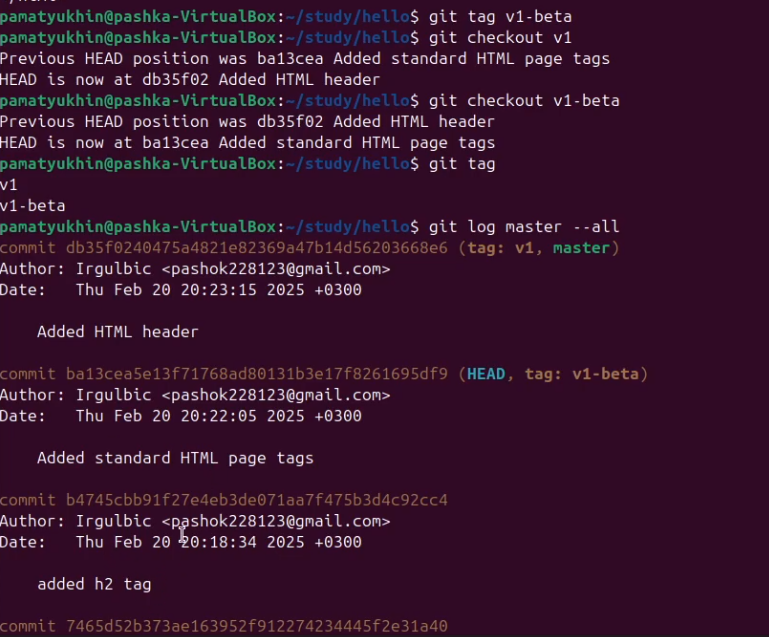 pamatyukhin@pashka-VirtualBox:~/study/hello$ git tag v1-beta
pamatyukhin@pashka-VirtualBox:~/study/hello$ git checkout v1
Previous HEAD position was ba13cea Added standard HTML page tags
HEAD is now at db35f02 Added HTML header
pamatyukhin@pashka-VirtualBox:~/study/hello$ git checkout v1-beta
Previous HEAD position was db35f02 Added HTML header
HEAD is now at ba13cea Added standard HTML page tags
pamatyukhin@pashka-VirtualBox:~/study/hello$ git tag
v1
v1-beta
pamatyukhin@pashka-VirtualBox:~/study/hello$ git log master --all
commit db35f0240475a4821e82369a47b14d56203668e6 (tag: v1, master)
Author: Irgulbic <pashok228123@gmail.com>
Date:   Thu Feb 20 20:23:15 2025 +0300
    Added HTML header
commit ba13cea5e13f71768ad80131b3e17f8261695df9 (HEAD, tag: v1-beta)
Author: Irgulbic <pashok228123@gmail.com>
Date:   Thu Feb 20 20:22:05 2025 +0300
    Added standard HTML page tags
commit b4745cbb91f27e4eb3de071aa7f475b3d4c92cc4
Author: Irgulbic <pashok228123@gmail.com>
Date:   Thu Feb 20 20:18:34 2025 +0300
    added h2 tag
commit 7465d52b373ae163952f912274234445f2e31a40